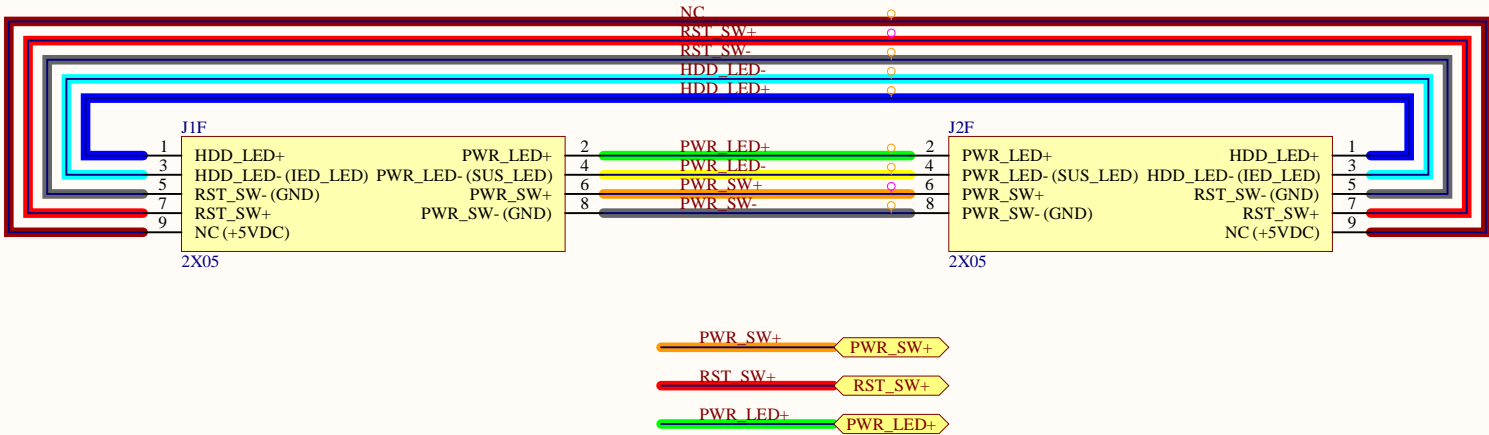 NC
RST_SW+
RST_SW-
HDD_LED-
HDD_LED+
J1F
J2F
1 HDD_LED+ PWR_LED+ 2 PWR_LED+ 2 PWR_LED+ HDD_LED+ 1
3 HDD_LED- (IED_LED) PWR_LED- (SUS_LED) 4 PWR_LED- 4 PWR_LED- (SUS_LED) HDD_LED- (IED_LED) 3
5 RST_SW- (GND) PWR_SW+ 6 PWR_SW+ 6 PWR_SW+ RST_SW- (GND) 5
7 RST_SW+ PWR_SW- (GND) 8 PWR_SW- 8 PWR_SW- (GND) RST_SW+ 7
9 NC (+5VDC) NC (+5VDC) 9
2X05
2X05
PWR_SW+ PWR_SW+
RST_SW+ RST_SW+
PWR_LED+ PWR_LED+